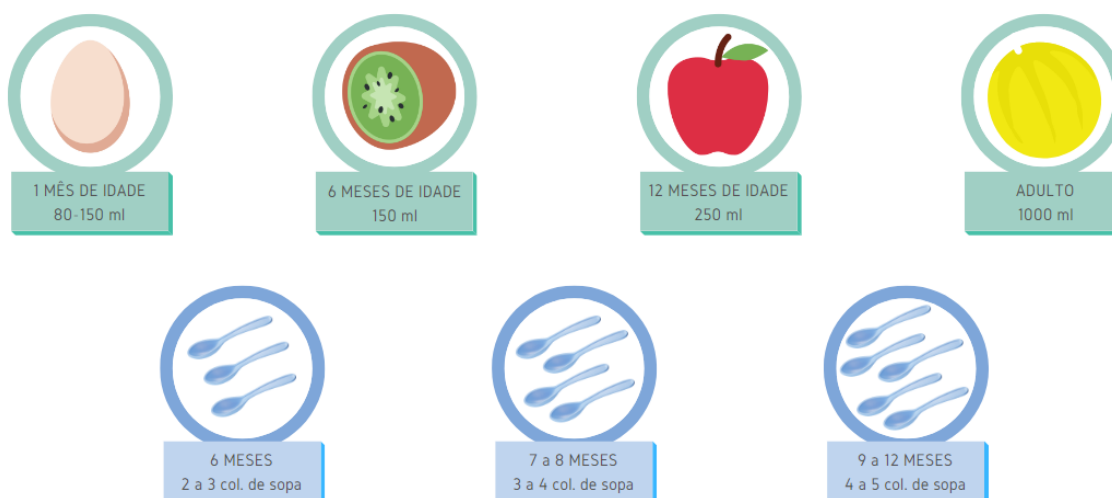 1 MÊS DE IDADE
80-150 ml
6 MESES DE IDADE
150 ml
12 MESES DE IDADE
250 ml
ADULTO
1000 ml
6 MESES
2 a 3 col. de sopa
7 a 8 MESES
3 a 4 col. de sopa
9 a 12 MESES
4 a 5 col. de sopa